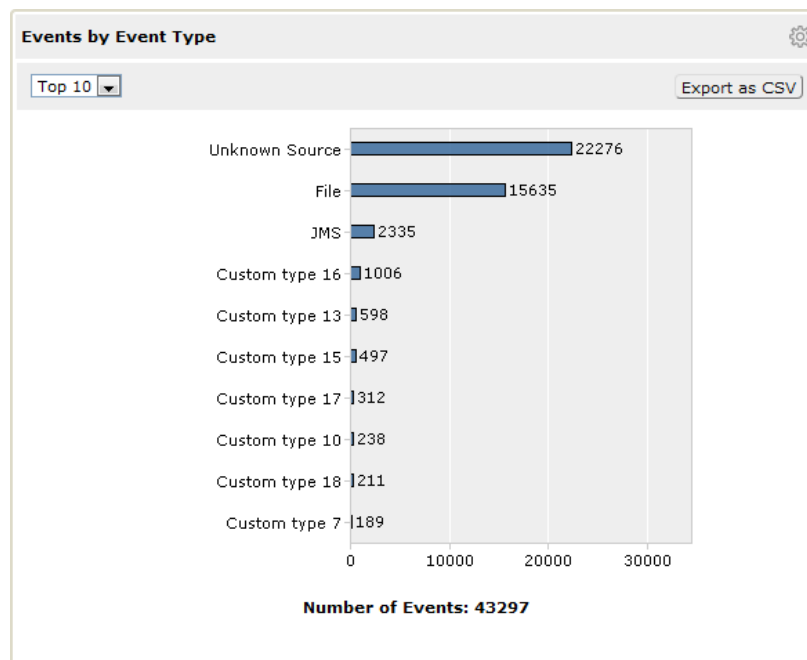 Events by Event Type
Top 10
Export as CSV
Unknown Source 22276
File 15635
JMS 2335
Custom type 16 1006
Custom type 13 598
Custom type 15 497
Custom type 17 312
Custom type 10 238
Custom type 18 211
Custom type 7 189
0 10000 20000 30000
Number of Events: 43297